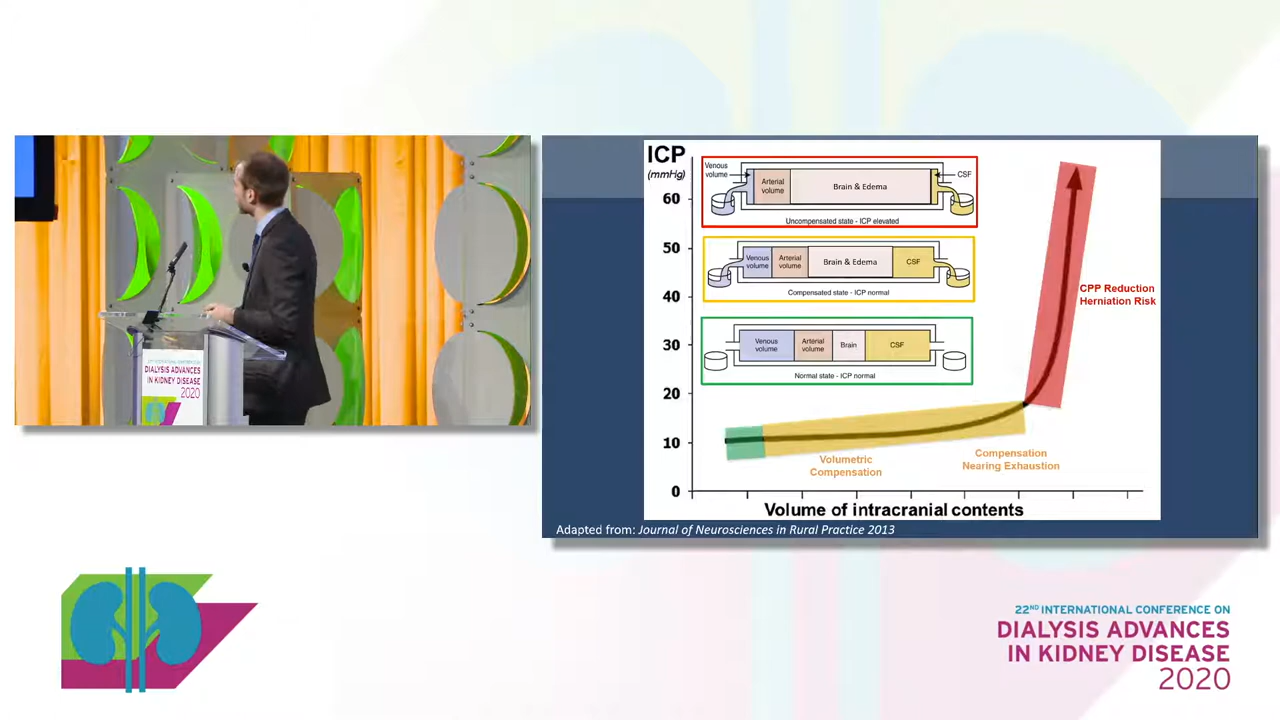 DIALYSIS ADVANCES
IN KIDNEY DISEASE
2020
ICP
(mmHg)
60
50
40
30
20
10
0
Venous
volume
Arterial
volume
Brain & Edema
CSF
Uncompensated state - ICP elevated
Venous
volume
Arterial
volume
Brain & Edema
CSF
Compensated state - ICP normal
Venous
volume
Arterial
volume
Brain
CSF
Normal state - ICP normal
CPP Reduction
Herniation Risk
Volumetric
Compensation
Compensation
Nearing Exhaustion
Volume of intracranial contents
Adapted from: Journal of Neurosciences in Rural Practice 2013
22ND INTERNATIONAL CONFERENCE ON
DIALYSIS ADVANCES
IN KIDNEY DISEASE
2020